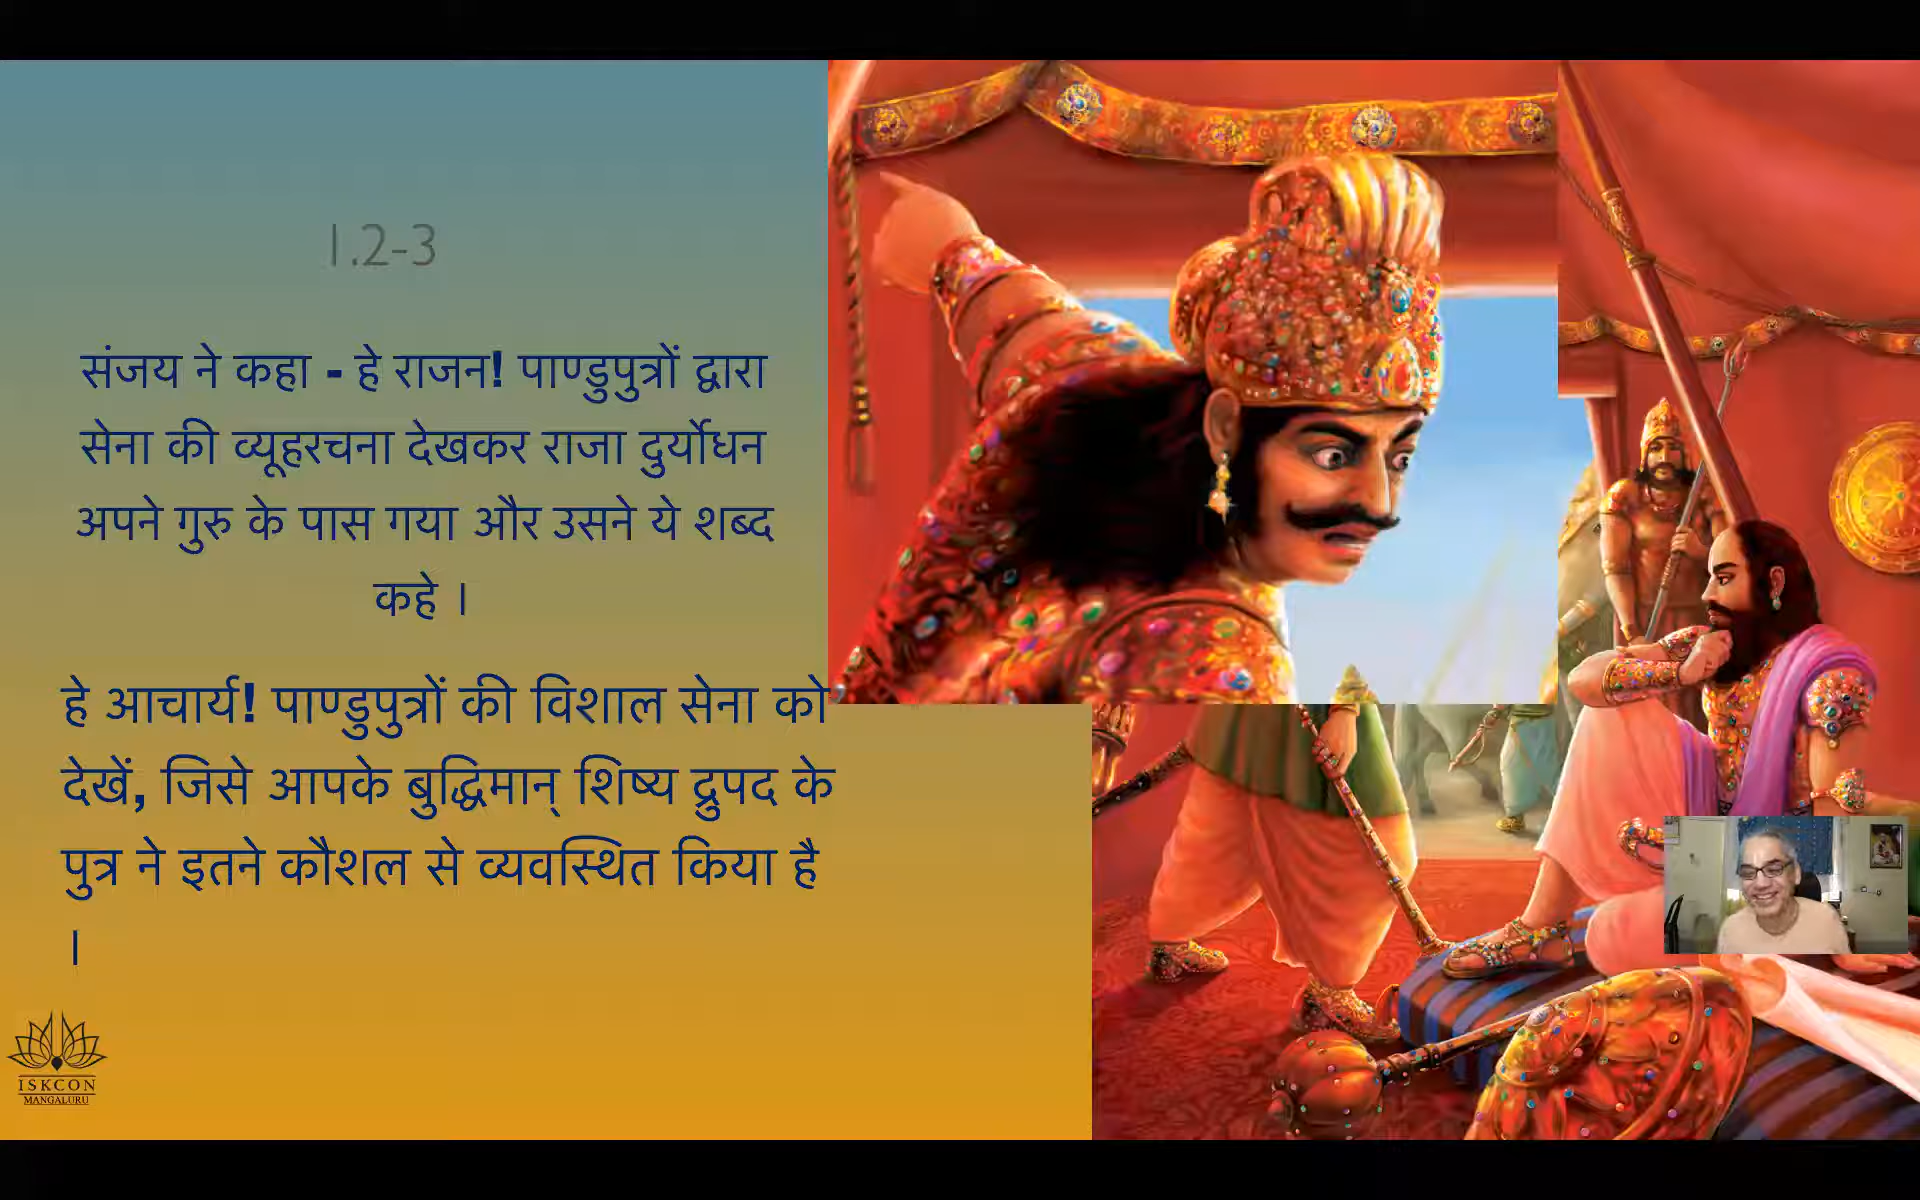 1.2-3
संजय ने कहा - हे राजन! पाण्डुपुत्रों द्वारा
सेना की व्यूहरचना देखकर राजा दुर्योधन
अपने गुरु के पास गया और उसने ये शब्द
कहे ।
हे आचार्य! पाण्डुपुत्रों की विशाल सेना को
देखें, जिसे आपके बुद्धिमान् शिष्य द्रुपद के
पुत्र ने इतने कौशल से व्यवस्थित किया है
।
ISKCON
MANGALURU